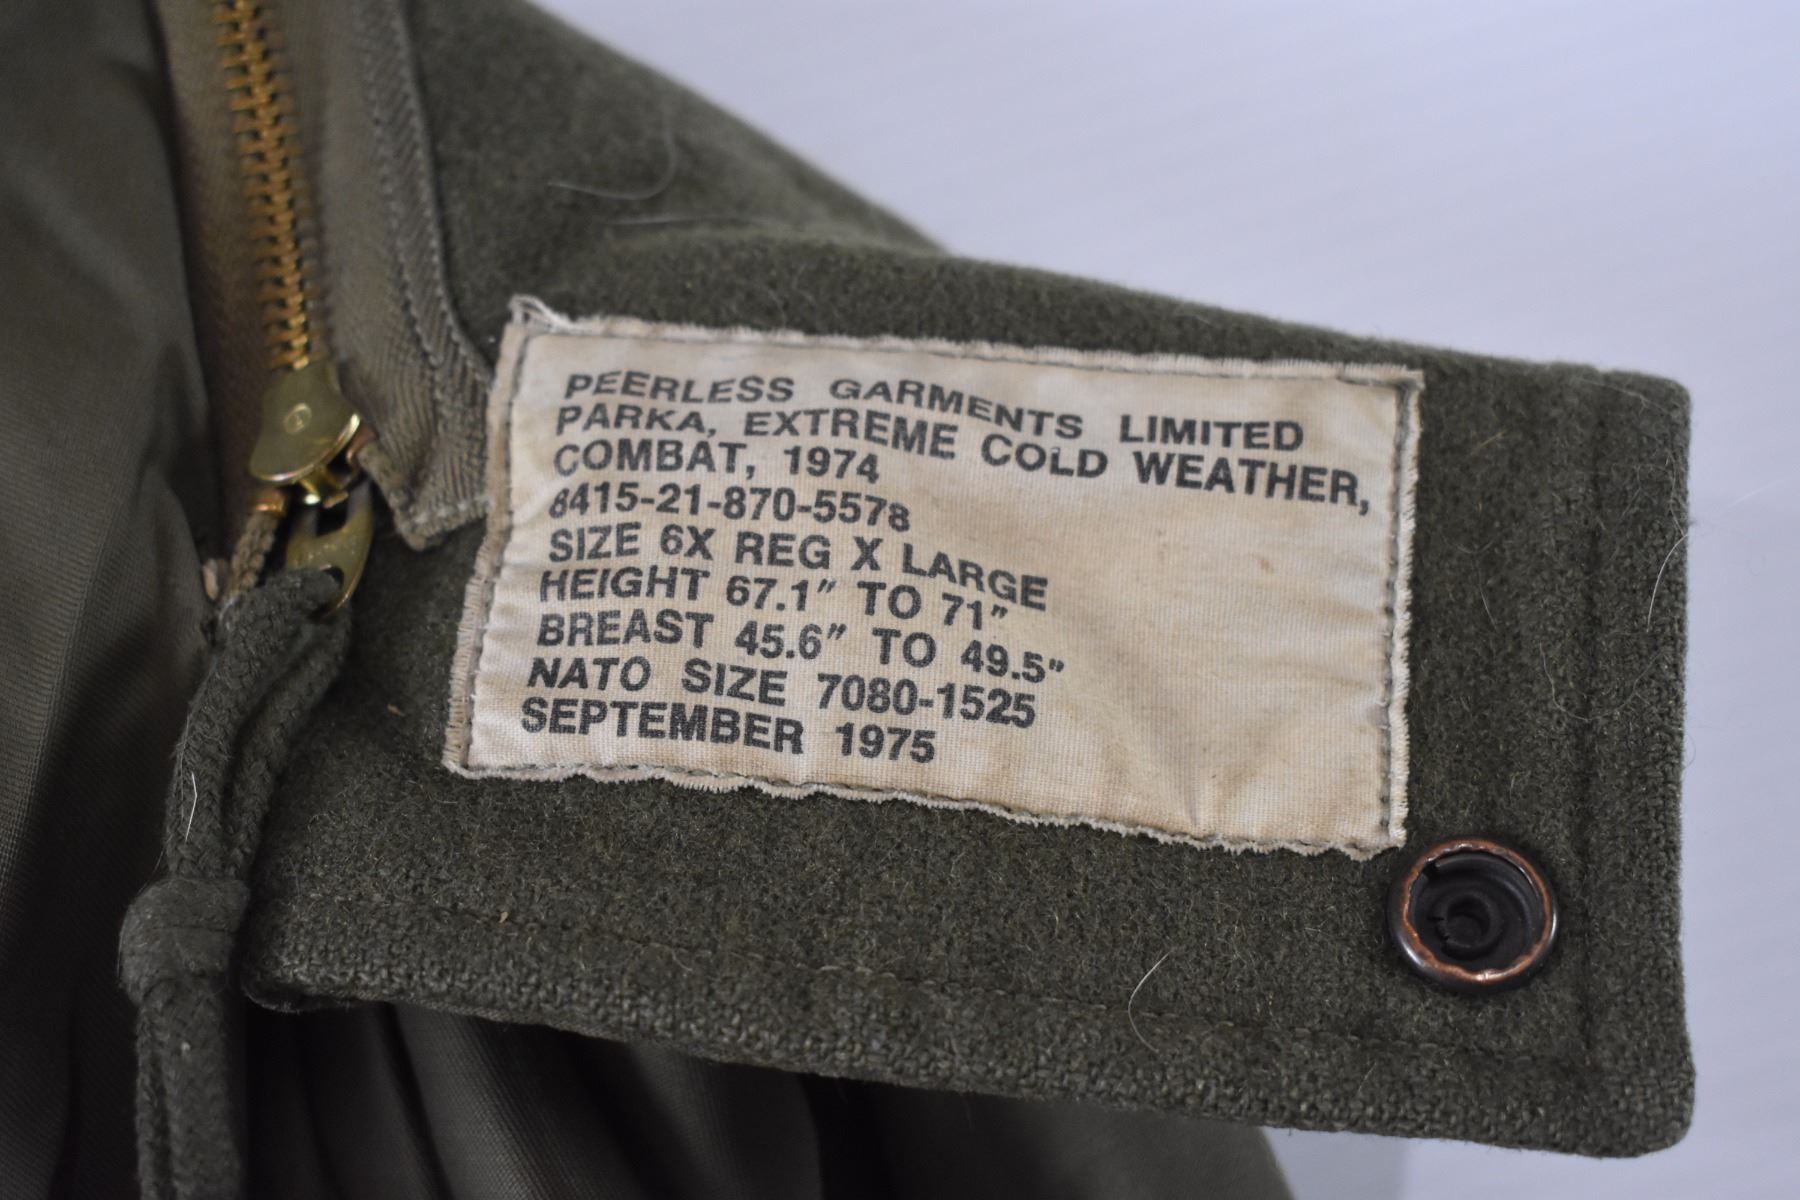 PEERLESS GARMENTS LIMITED
PARKA, EXTREME COLD WEATHER,
COMBAT, 1974
8415-21-870-5578
SIZE 6X REG X LARGE
HEIGHT 67.1" TO 71"
BREAST 45.6" TO 49.5"
NATO SIZE 7080-1525
SEPTEMBER 1975